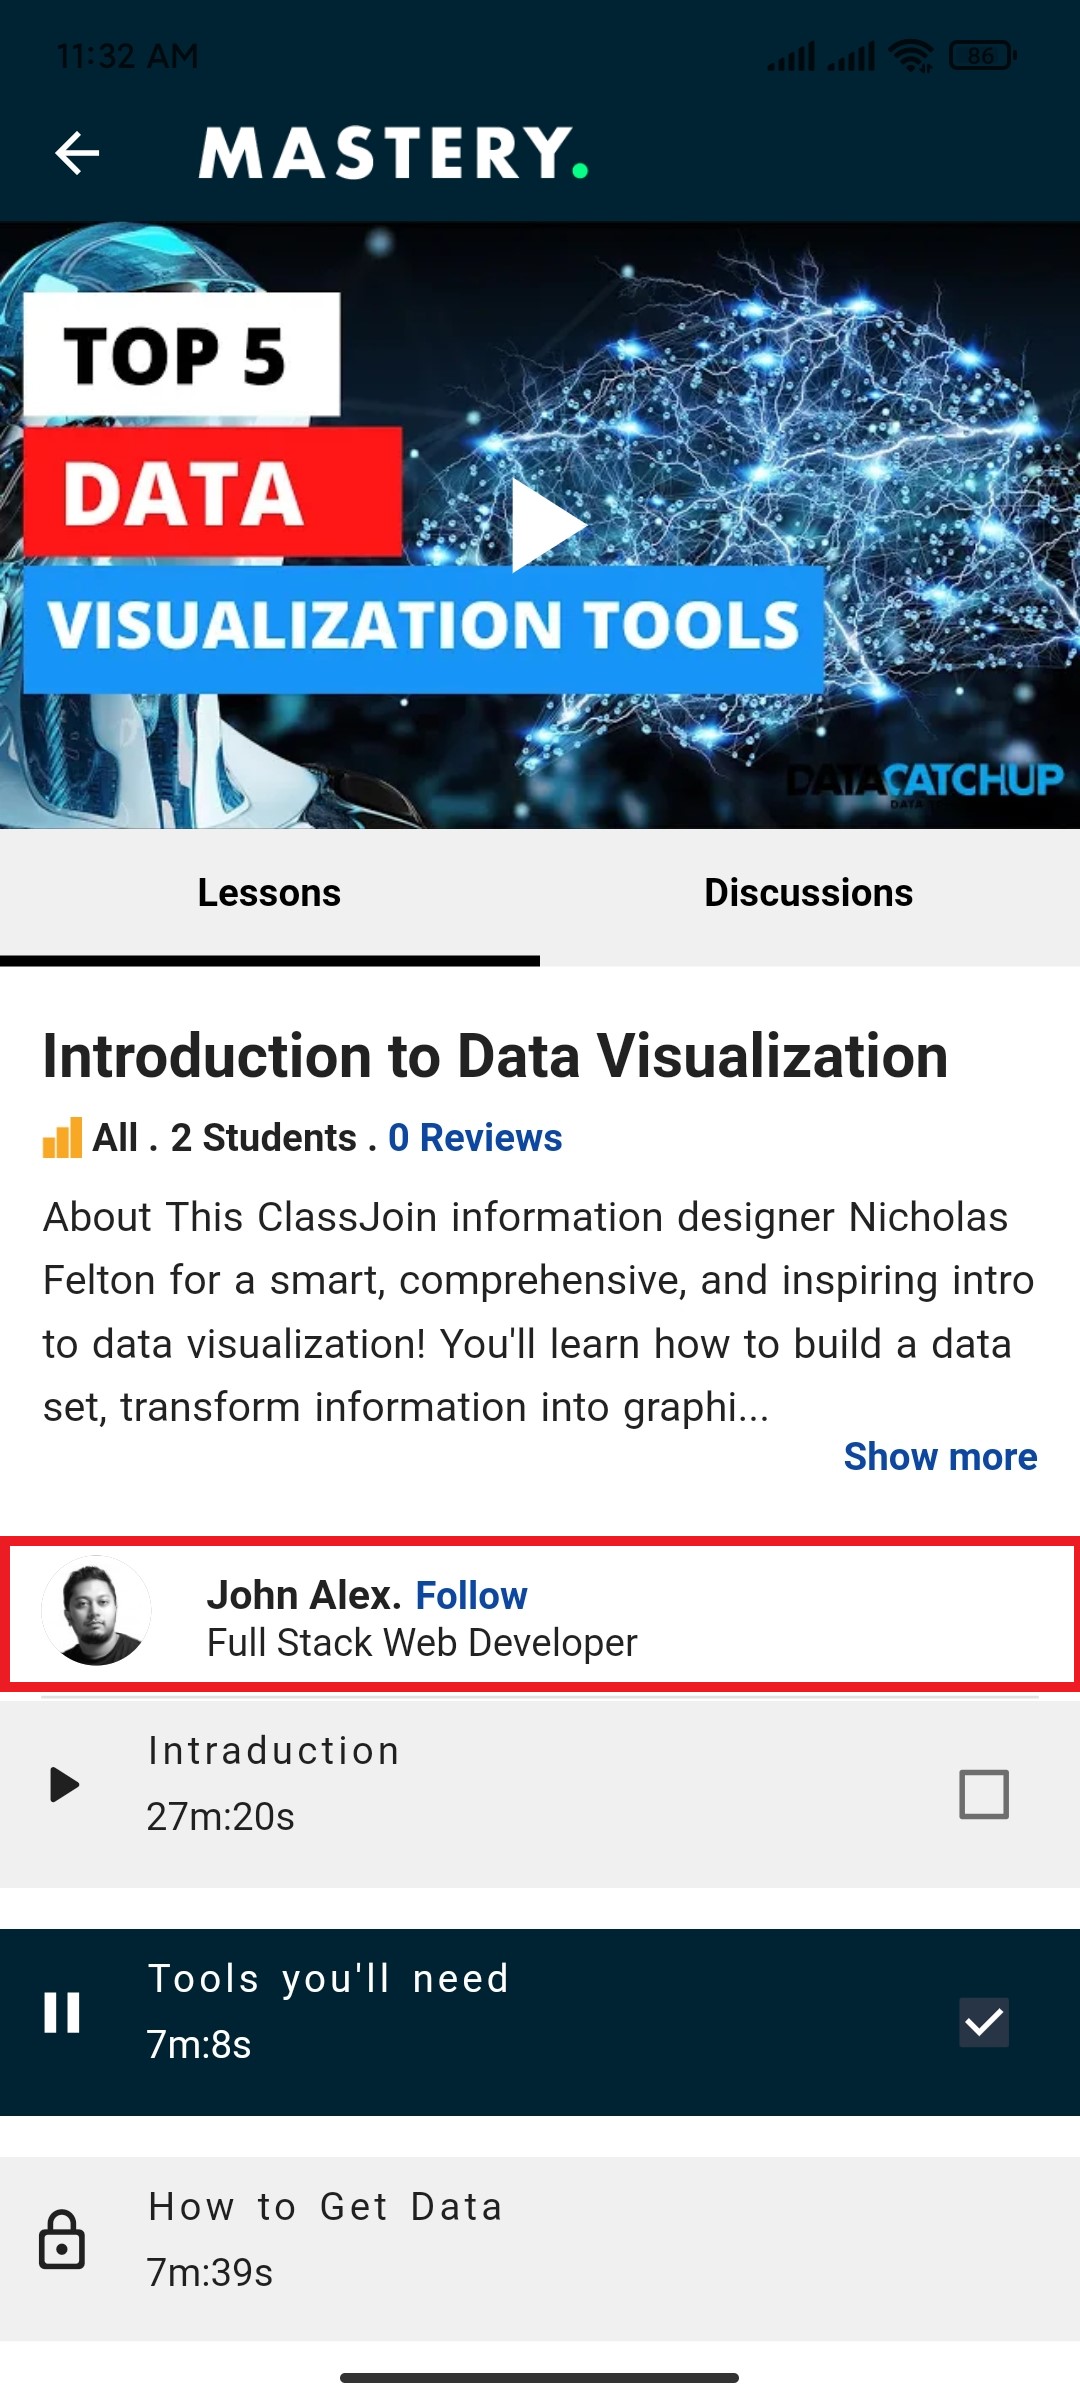 11:32 AM
86
MASTERY.
TOP 5
DATA
VISUALIZATION TOOLS
DATACATCHUP
DATA
Lessons
Discussions
Introduction to Data Visualization
All . 2 Students . 0 Reviews
About This ClassJoin information designer Nicholas
Felton for a smart, comprehensive, and inspiring intro
to data visualization! You'll learn how to build a data
set, transform information into graphi...
Show more
John Alex. Follow
Full Stack Web Developer
Intraduction
27m:20s
Tools you'll need
7m:8s
How to Get Data
7m:39s